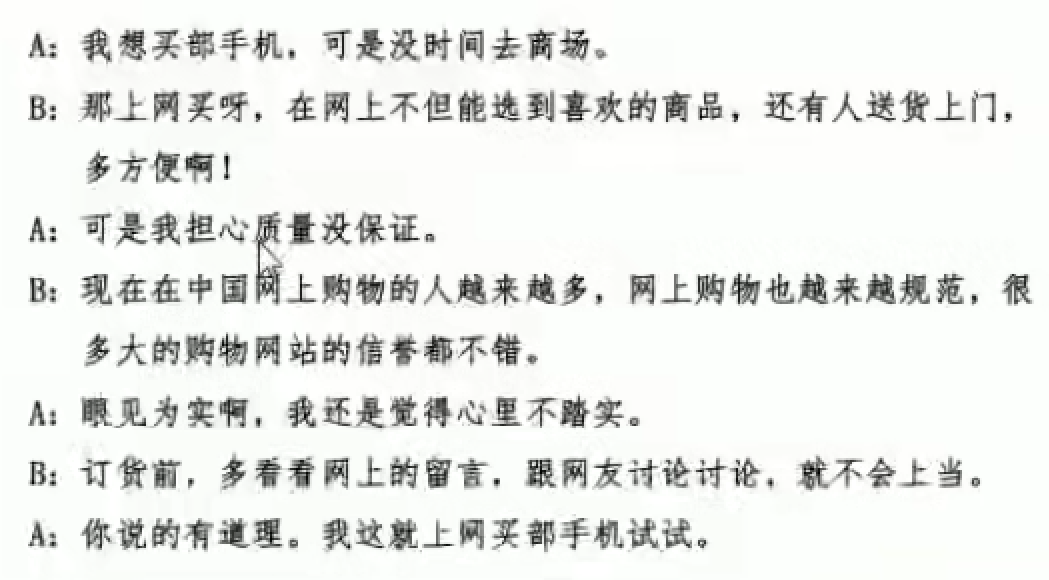 A：我想买部手机，可是没时间去商场。
B：那上网买呀，在网上不但能选到喜欢的商品，还有人送货上门，
多方便啊！
A：可是我担心质量没保证。
B：现在在中国网上购物的人越来越多，网上购物也越来越规范，很
多大的购物网站的信誉都不错。
A：眼见为实啊，我还是觉得心里不踏实。
B：订货前，多看看网上的留言，跟网友讨论讨论，就不会上当。
A：你说的有道理。我这就上网买部手机试试。